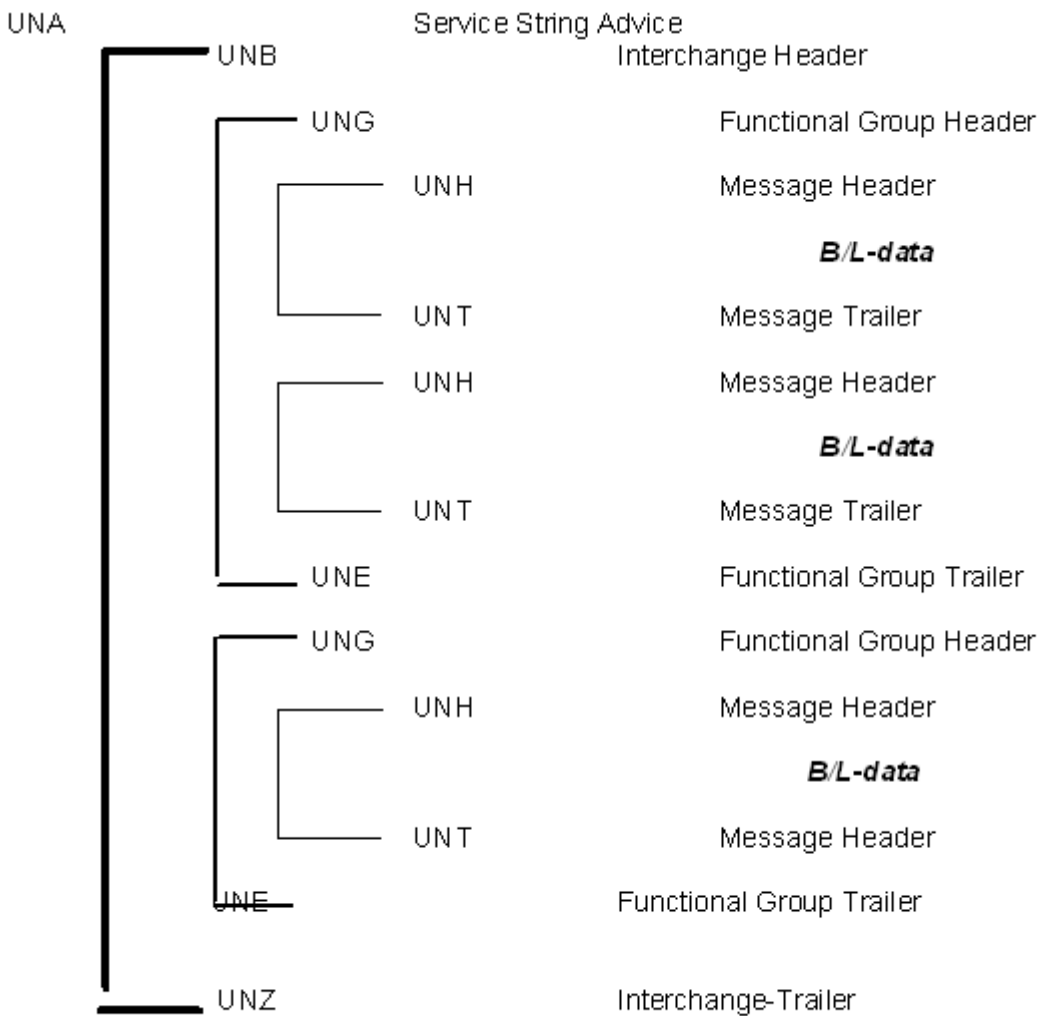 UNA Service String Advice
UNB Interchange Header
UNG Functional Group Header
UNH Message Header
B/L-data
UNT Message Trailer
UNH Message Header
B/L-data
UNT Message Trailer
UNE Functional Group Trailer
UNG Functional Group Header
UNH Message Header
B/L-data
UNT Message Header
UNE Functional Group Trailer
UNZ Interchange-Trailer